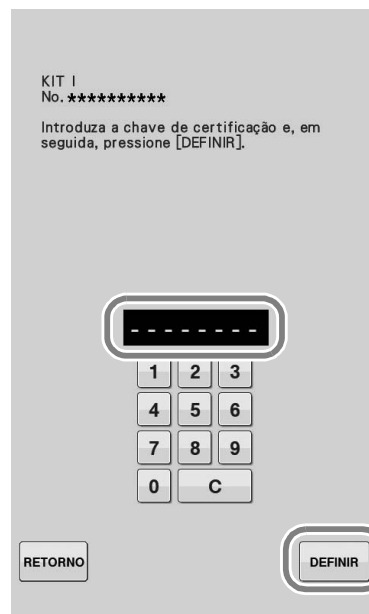 KIT I
No. **********
Introduza a chave de certificação e, em
seguida, pressione [DEFINIR].
- - - - - - - -
1 2 3
4 5 6
7 8 9
0 C
RETORNO DEFINIR